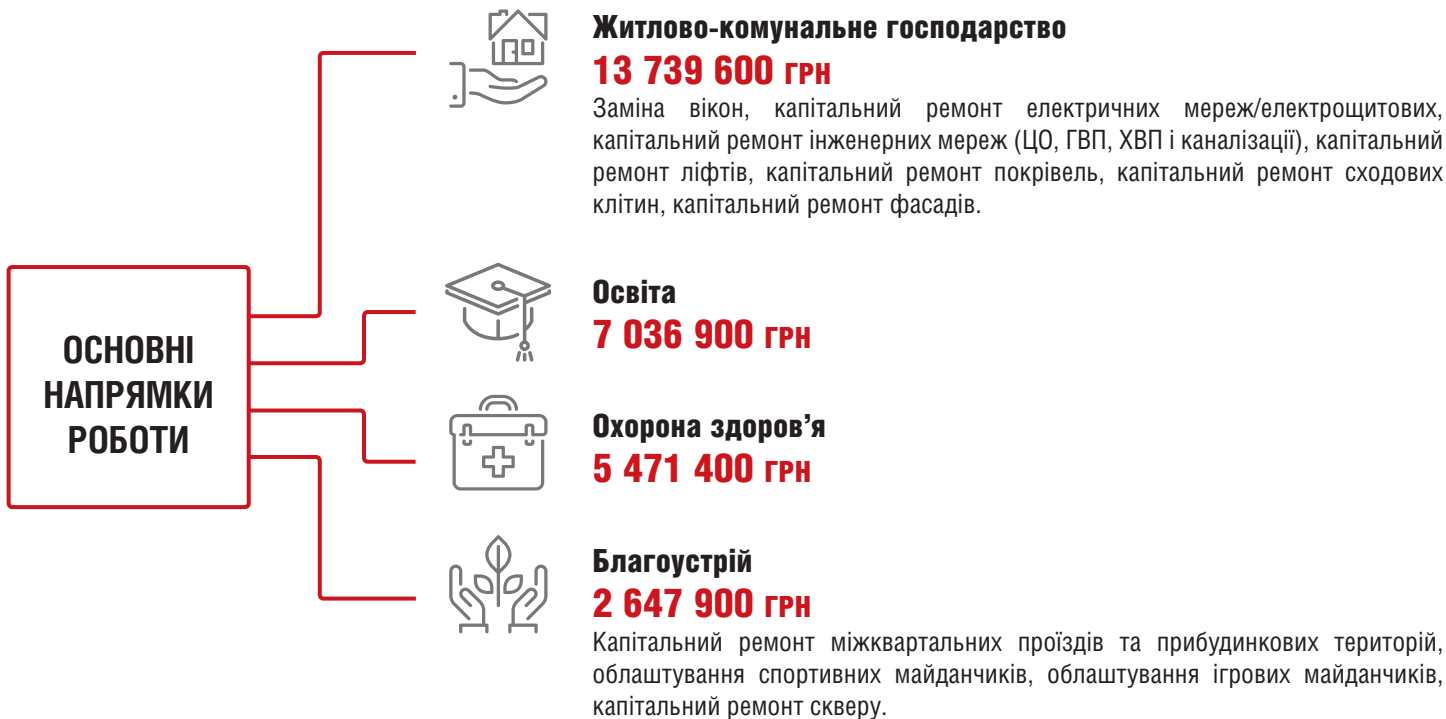 ОСНОВНІ
НАПРЯМКИ
РОБОТИ
Житлово-комунальне господарство
13 739 600 ГРН
Заміна вікон, капітальний ремонт електричних мереж/електрощитових,
капітальний ремонт інженерних мереж (ЦО, ГВП, ХВП і каналізації), капітальний
ремонт ліфтів, капітальний ремонт покрівель, капітальний ремонт сходових
клітин, капітальний ремонт фасадів.
Освіта
7 036 900 ГРН
Охорона здоров’я
5 471 400 ГРН
Благоустрій
2 647 900 ГРН
Капітальний ремонт міжквартальних проїздів та прибудинкових територій,
облаштування спортивних майданчиків, облаштування ігрових майданчиків,
капітальний ремонт скверу.